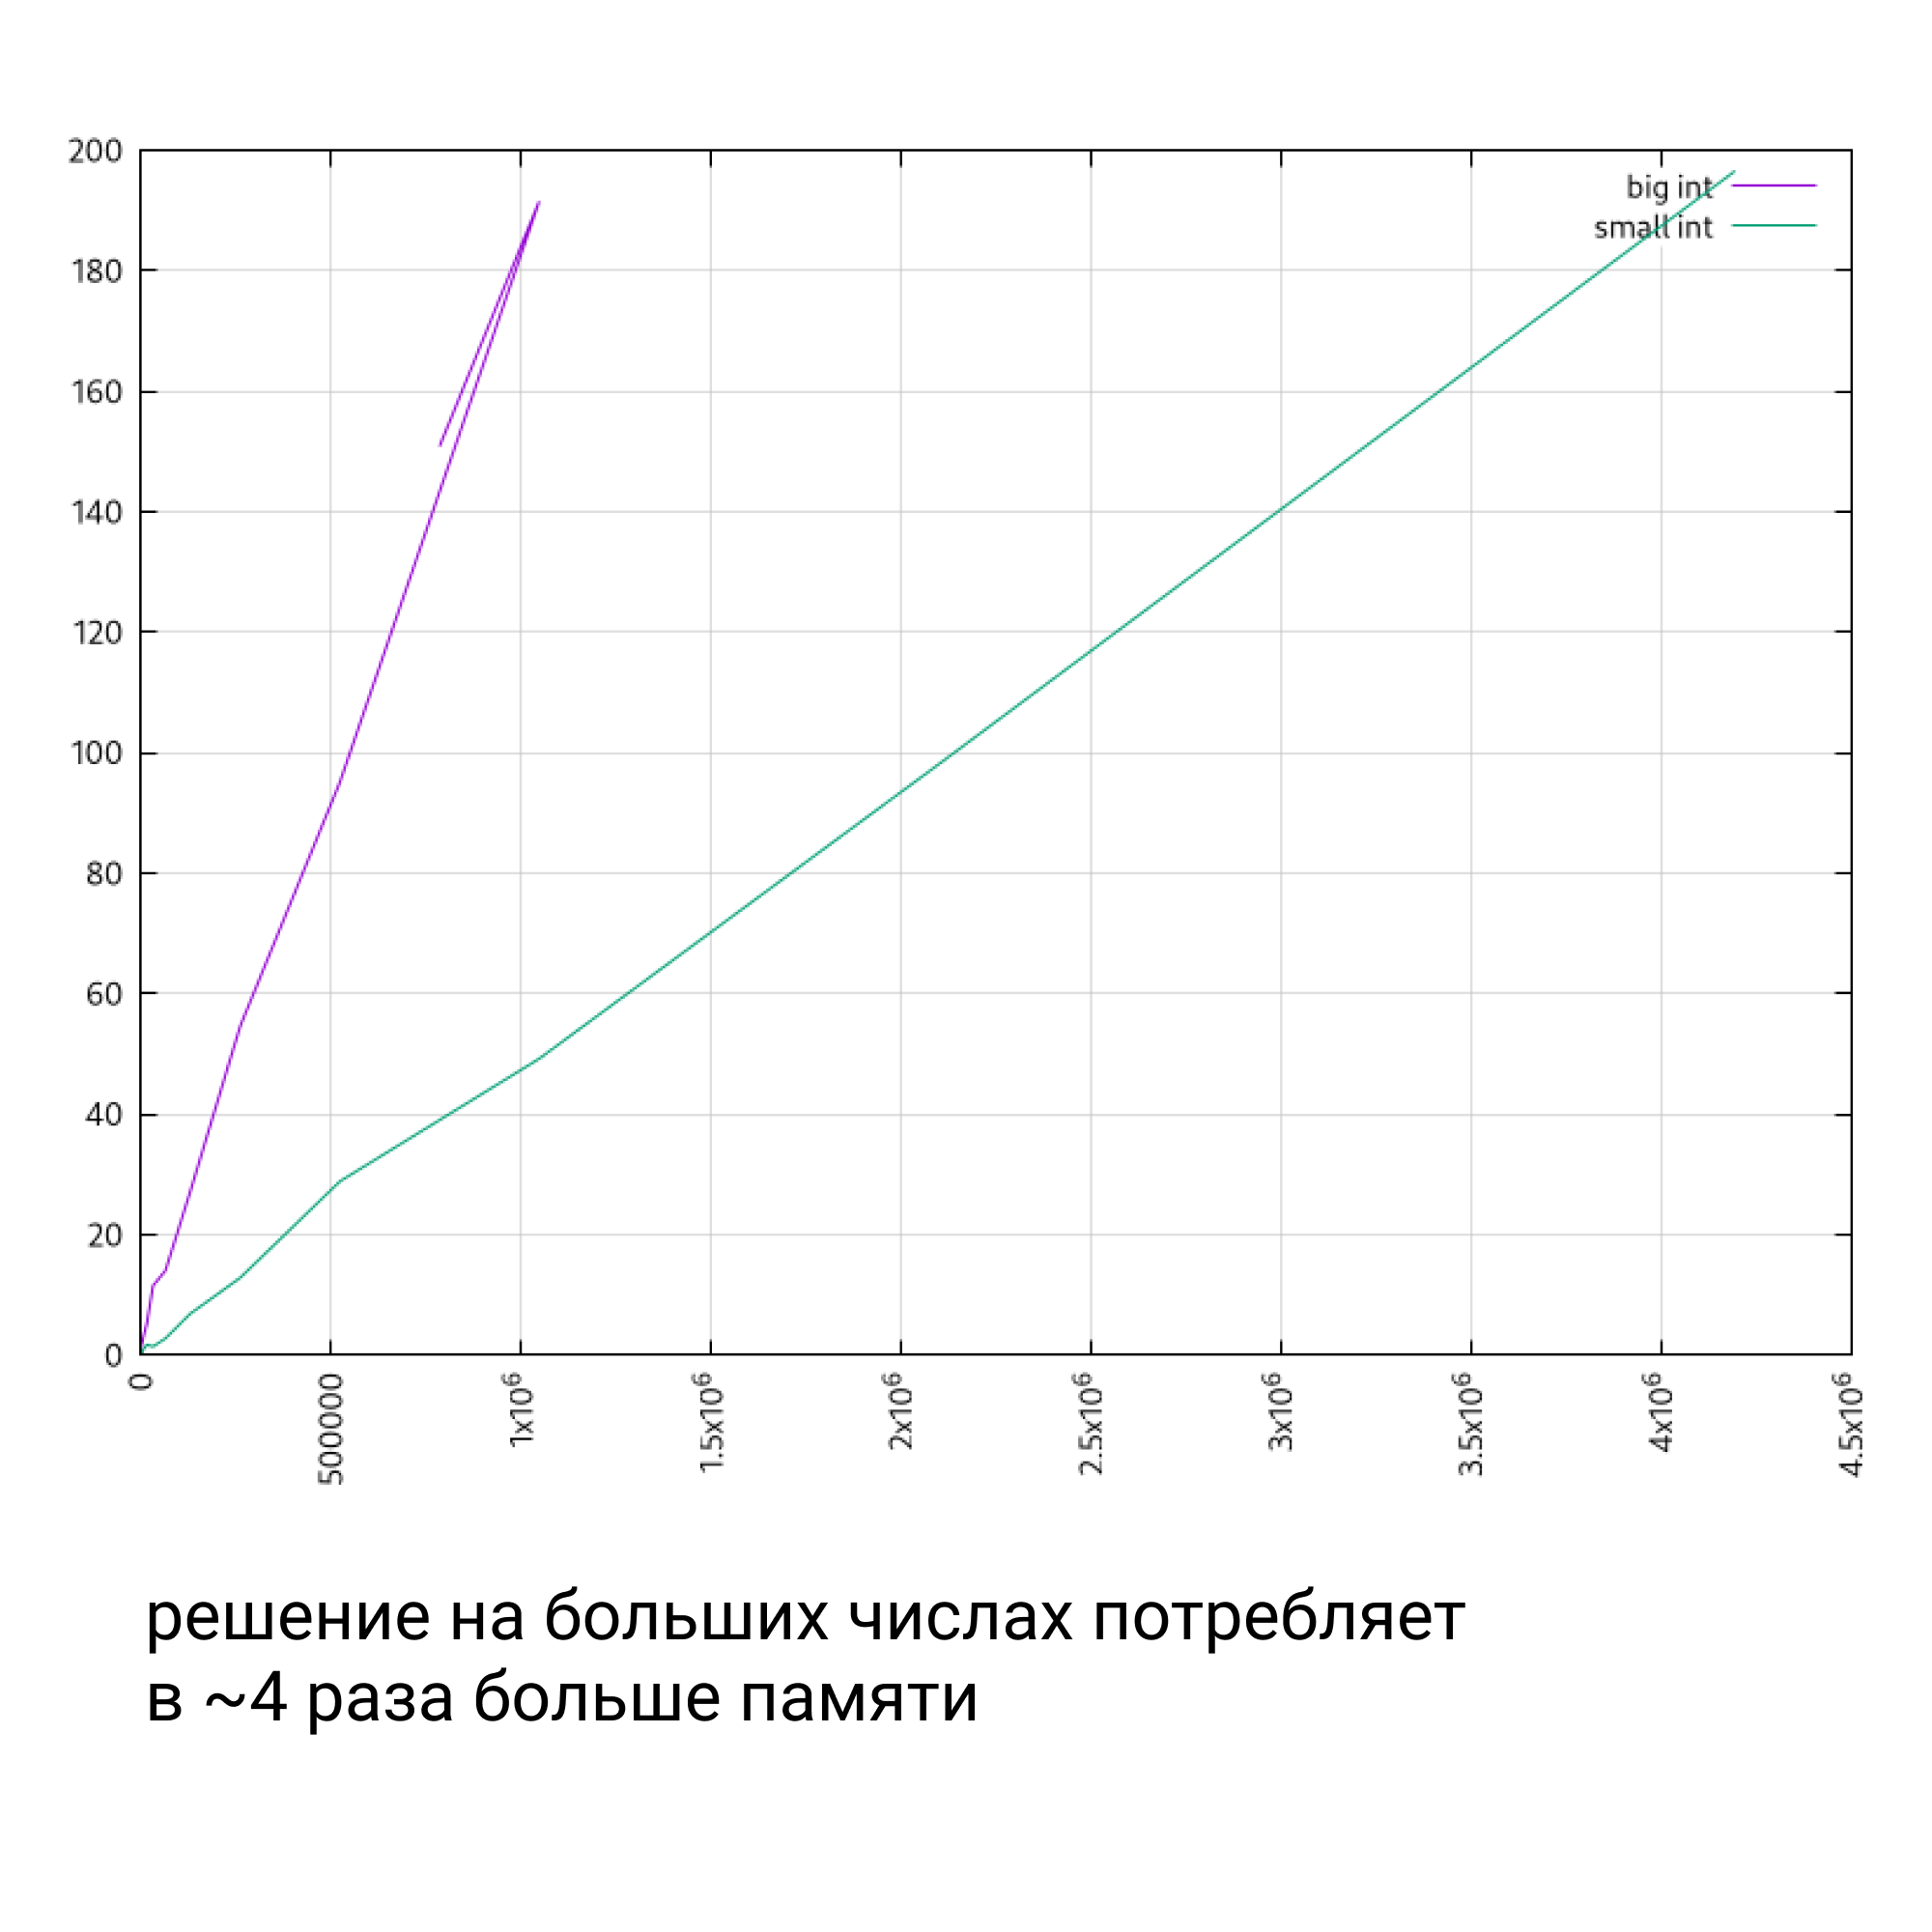 200
180
160
140
120
100
80
60
40
20
0
big int
small int
0
500000
1x10⁶
1.5x10⁶
2x10⁶
2.5x10⁶
3x10⁶
3.5x10⁶
4x10⁶
4.5x10⁶
решение на больших числах потребляет
в ~4 раза больше памяти